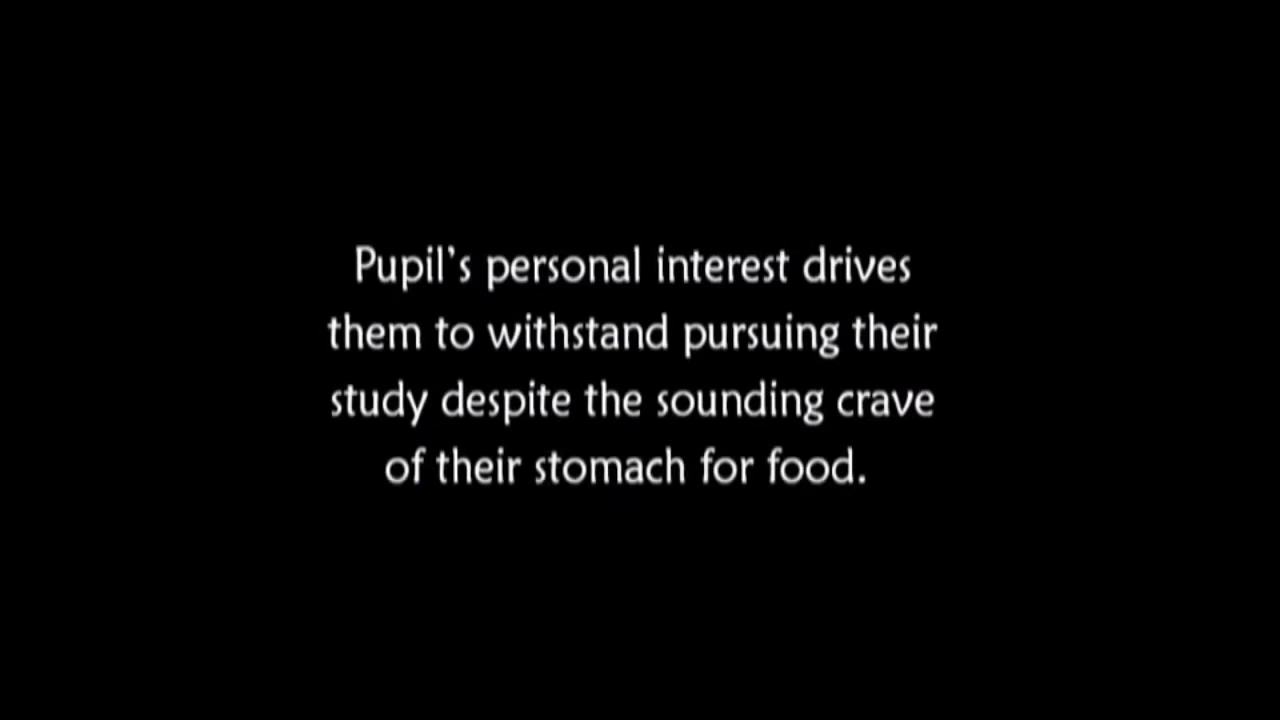 Pupil's personal interest drives
them to withstand pursuing their
study despite the sounding crave
of their stomach for food.